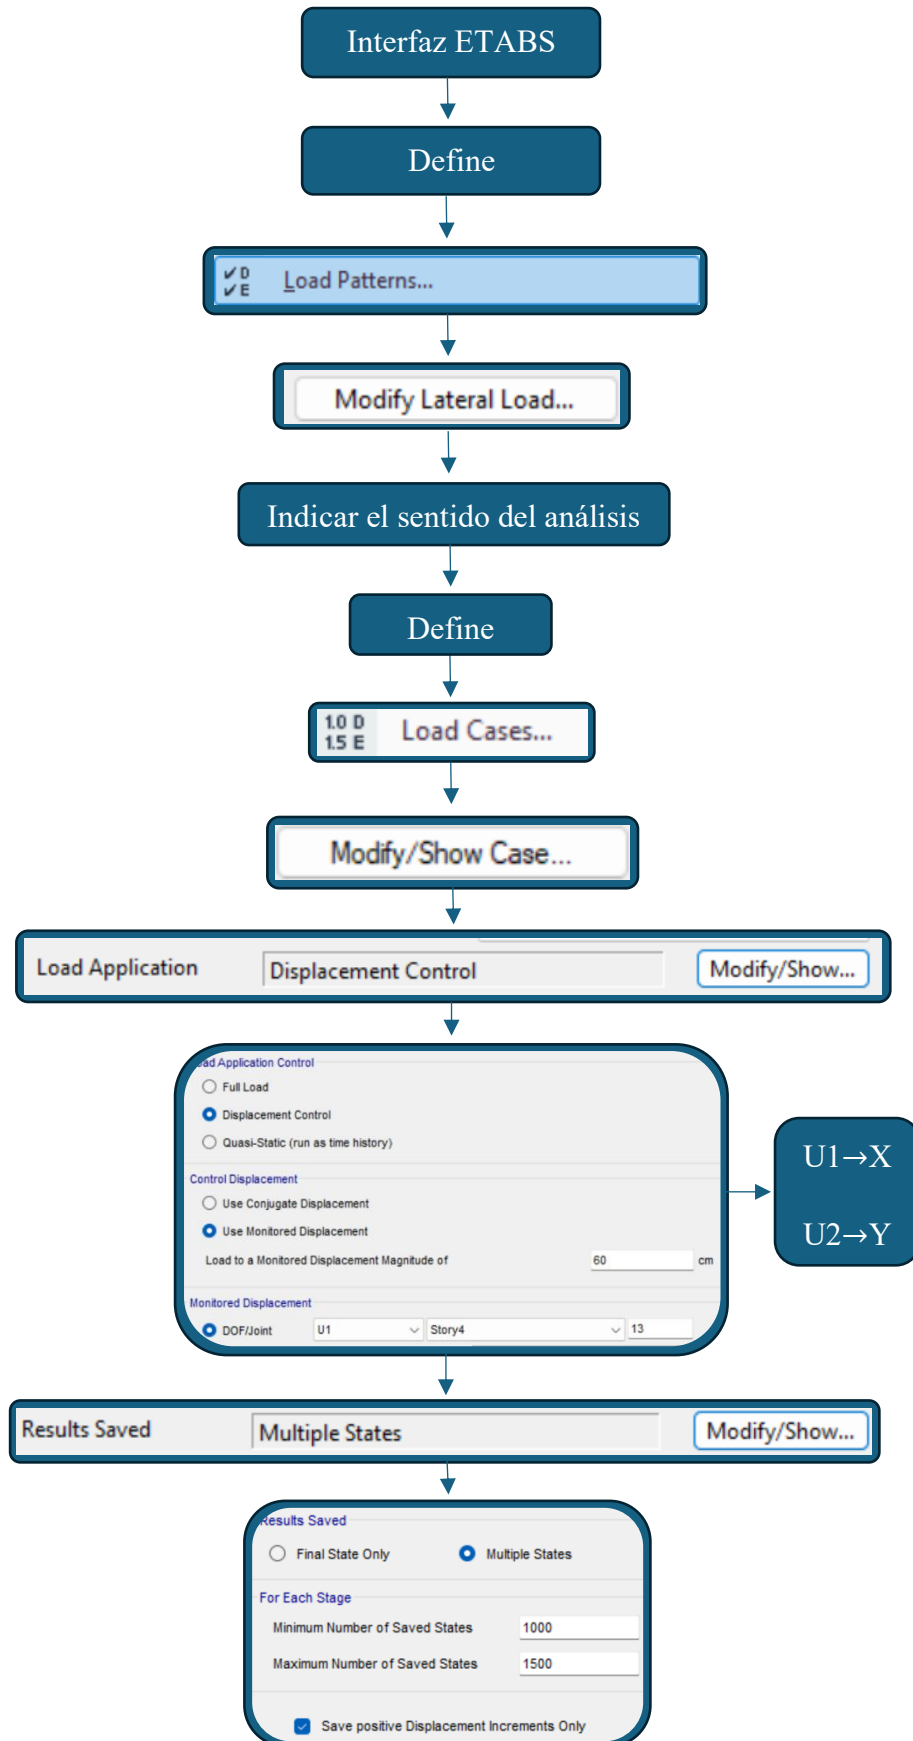 Interfaz ETABS
Define
✔ D
✔ E
Load Patterns...
Modify Lateral Load...
Indicar el sentido del análisis
Define
1.0 D
1.5 E
Load Cases...
Modify/Show Case...
Load Application Displacement Control Modify/Show...
ad Application Control
Full Load
Displacement Control
Quasi-Static (run as time history)
Control Displacement
Use Conjugate Displacement
Use Monitored Displacement
Load to a Monitored Displacement Magnitude of 60 cm
Monitored Displacement
DOF/Joint U1 Story4 13
U1→X
U2→Y
Results Saved Multiple States Modify/Show...
Results Saved
Final State Only Multiple States
For Each Stage
Minimum Number of Saved States 1000
Maximum Number of Saved States 1500
Save positive Displacement Increments Only